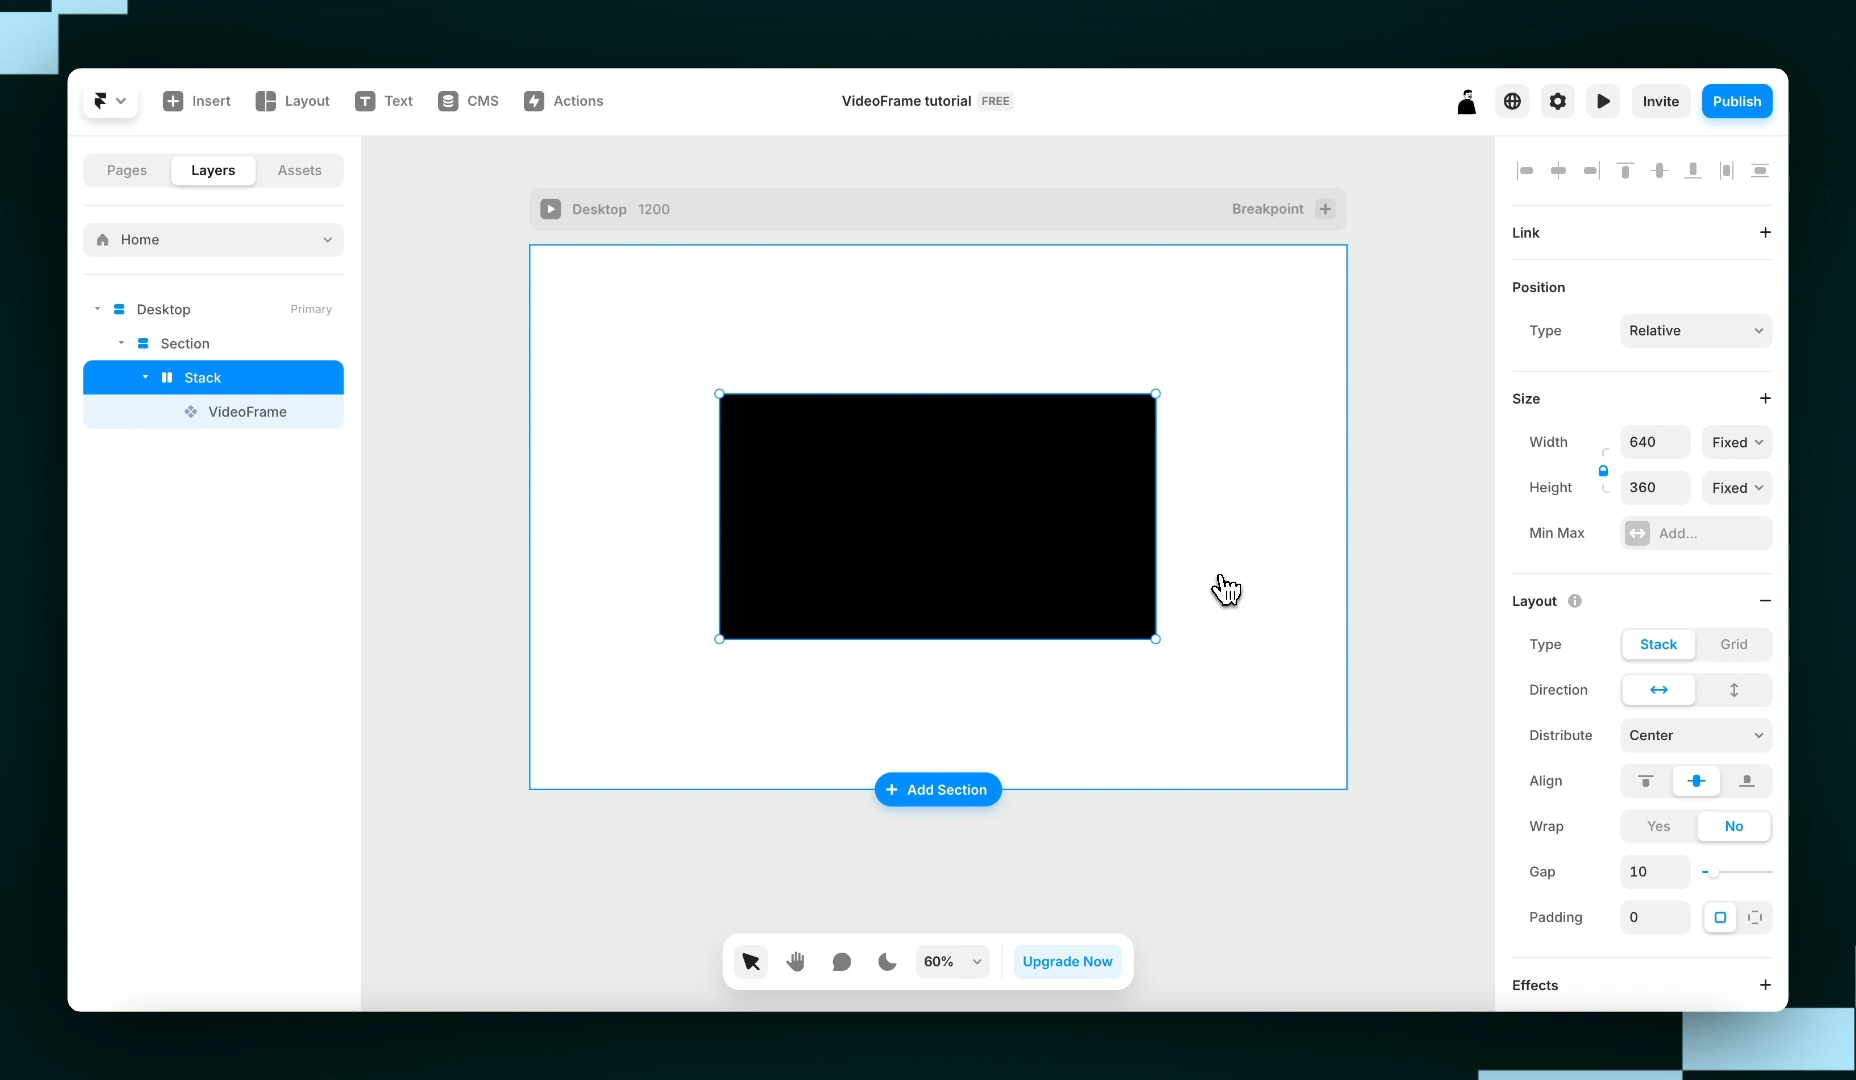 Insert
Layout
Text
CMS
Actions
VideoFrame tutorial FREE
Invite
Publish
Pages
Layers
Assets
Home
Desktop
Primary
Section
Stack
VideoFrame
Desktop 1200
Breakpoint
Add Section
60%
Upgrade Now
Link
Position
Type
Relative
Size
Width
640
Fixed
Height
360
Fixed
Min Max
Add...
Layout
Type
Stack
Grid
Direction
Distribute
Center
Align
Wrap
Yes
No
Gap
10
Padding
0
Effects